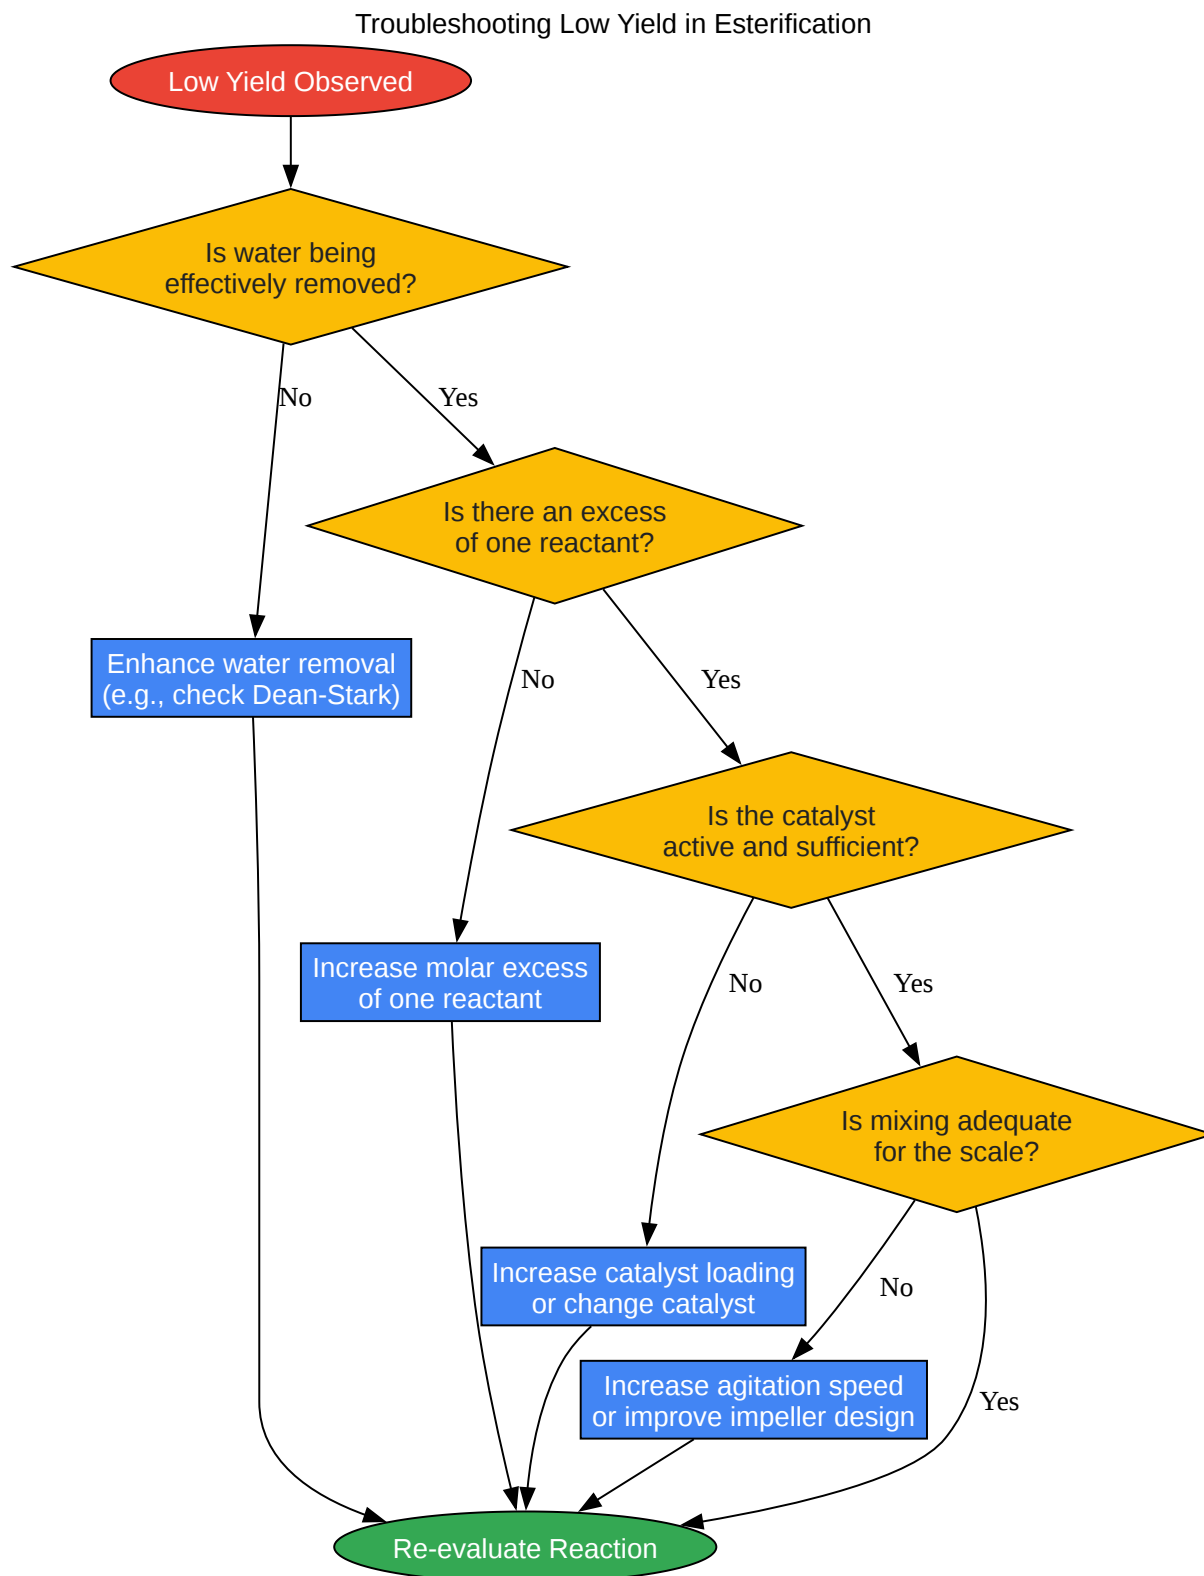 Troubleshooting Low Yield in Esterification
Low Yield Observed
Is water being
effectively removed?
No
Yes
Is there an excess
of one reactant?
Enhance water removal
(e.g., check Dean-Stark)
No
Yes
Is the catalyst
active and sufficient?
Increase molar excess
of one reactant
No
Yes
Is mixing adequate
for the scale?
Increase catalyst loading
or change catalyst
No
Increase agitation speed
or improve impeller design
Yes
Re-evaluate Reaction